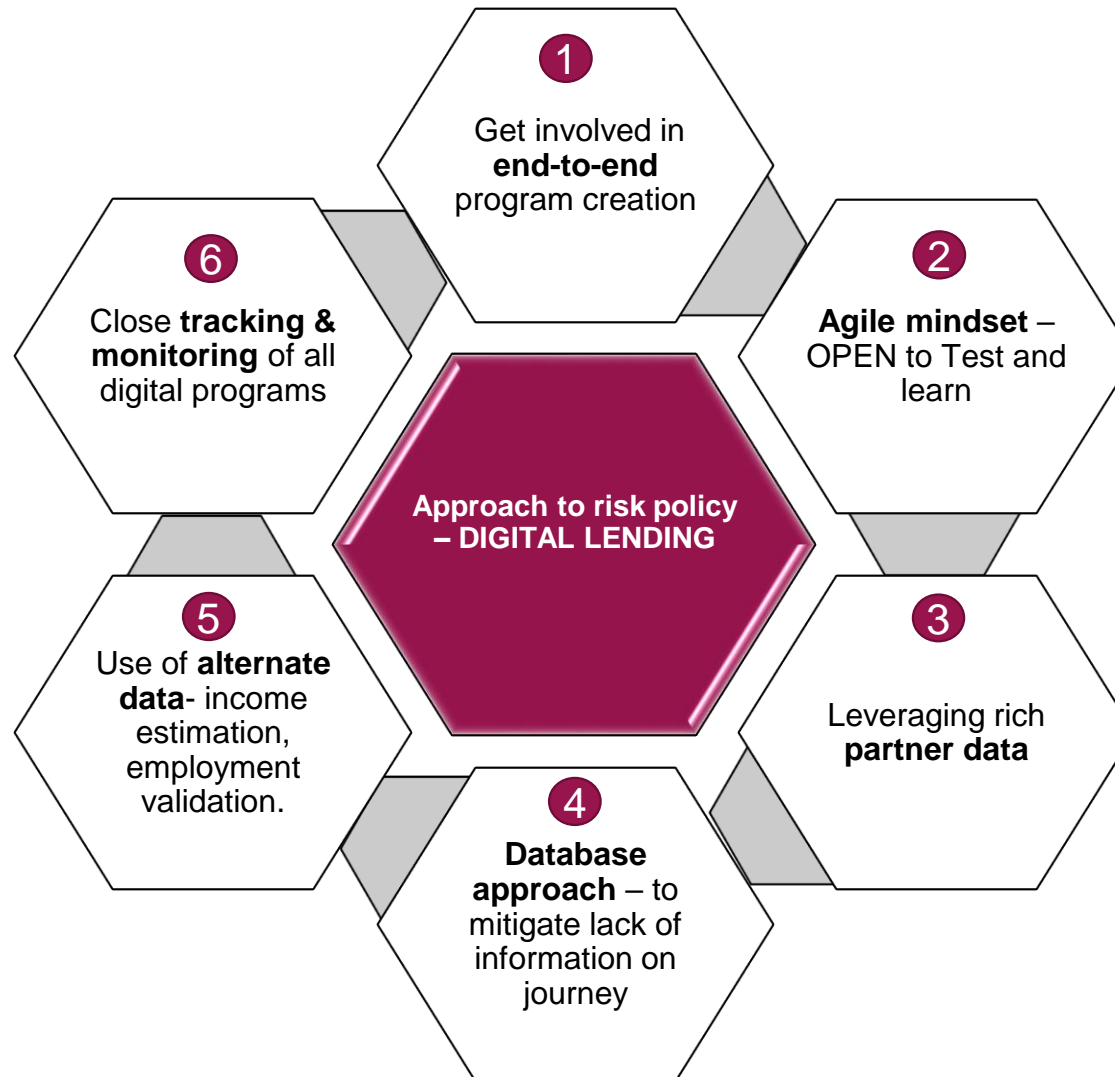 1
Get involved in
end-to-end
program creation
2
Agile mindset –
OPEN to Test and
learn
3
Leveraging rich
partner data
4
Database
approach – to
mitigate lack of
information on
journey
5
Use of alternate
data- income
estimation,
employment
validation.
6
Close tracking &
monitoring of all
digital programs
Approach to risk policy
– DIGITAL LENDING